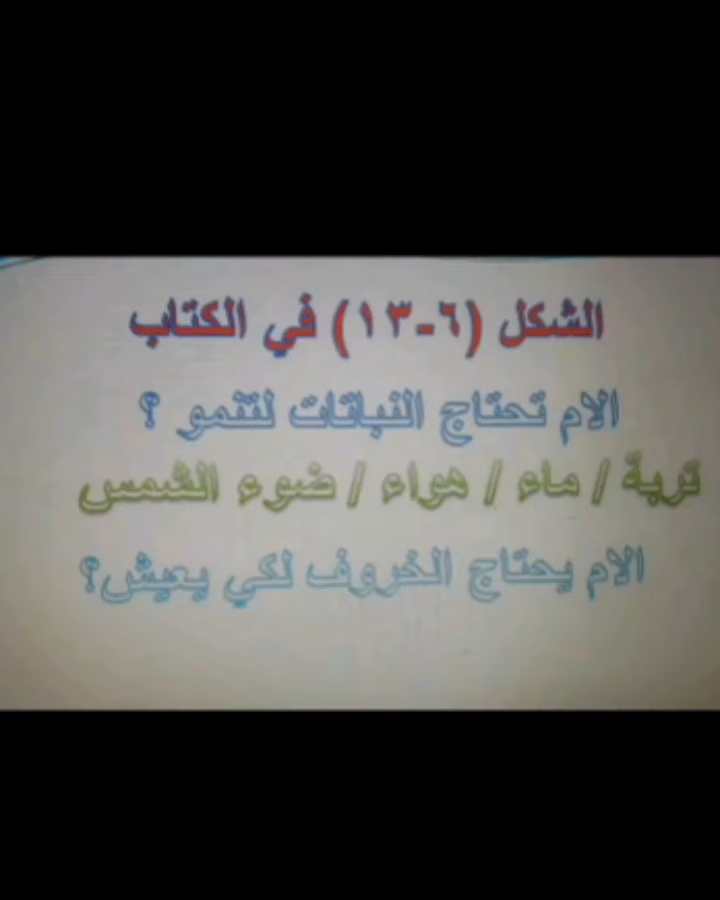 الشكل (٦-١٣) في الكتاب
الام تحتاج النباتات لتنمو ؟
تربة / ماء / هواء / ضوء الشمس
الام يحتاج الخروف لكي يعيش؟